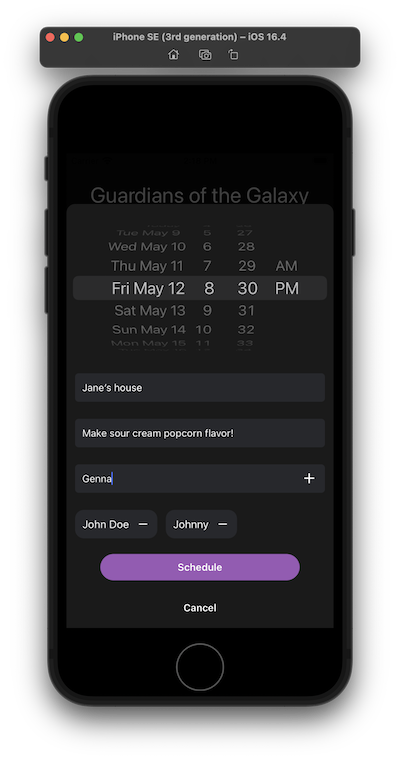 iPhone SE (3rd generation) – iOS 16.4
Guardians of the Galaxy
Tue May 9 5 27
Wed May 10 6 28
Thu May 11 7 29 AM
Fri May 12 8 30 PM
Sat May 13 9 31
Sun May 14 10 32
Mon May 15 11 33
Jane's house
Make sour cream popcorn flavor!
Genna
John Doe – Johnny –
Schedule
Cancel